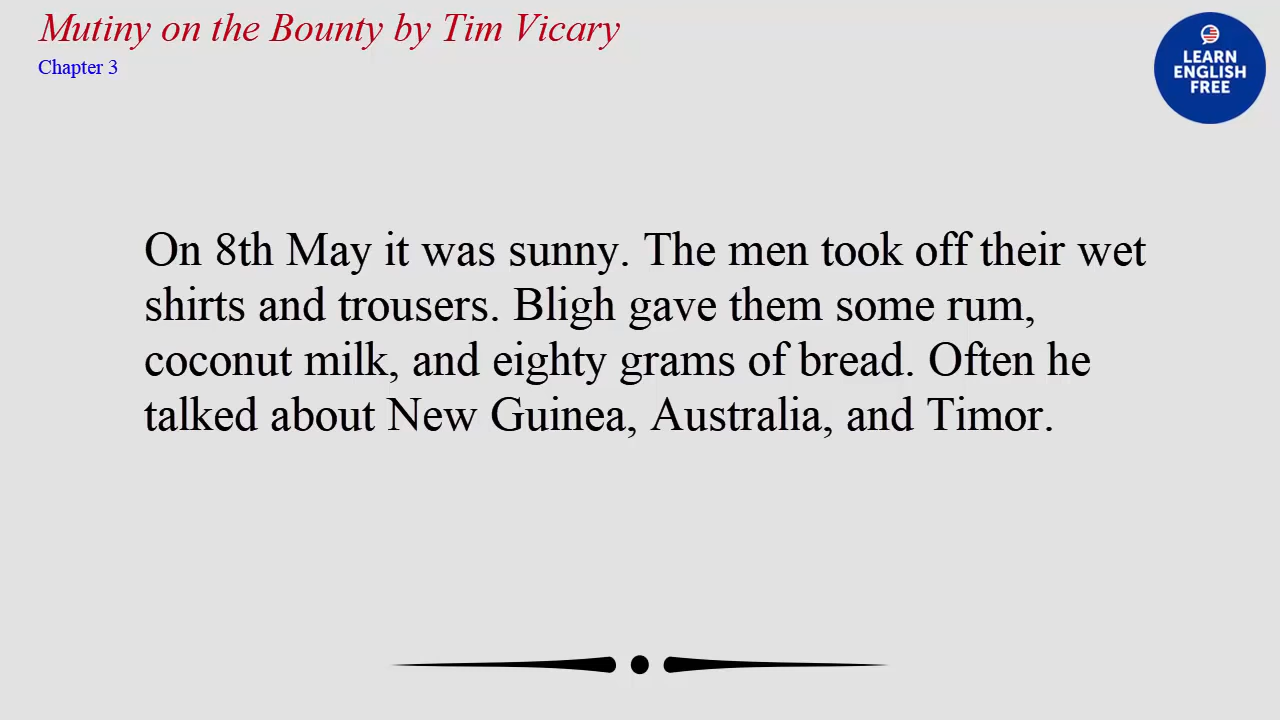 Mutiny on the Bounty by Tim Vicary
Chapter 3
LEARN
ENGLISH
FREE
On 8th May it was sunny. The men took off their wet
shirts and trousers. Bligh gave them some rum,
coconut milk, and eighty grams of bread. Often he
talked about New Guinea, Australia, and Timor.